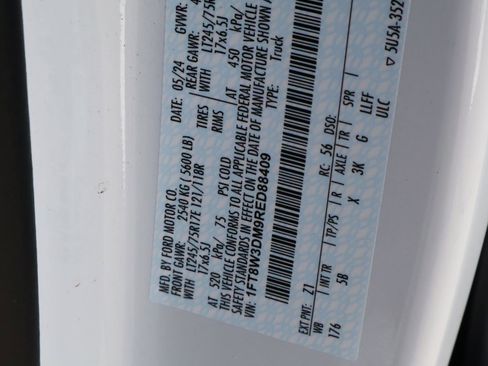 MFD. BY FORD MOTOR CO.
DATE: 05/24 GVWR:
FRONT GAWR: 2540 KG ( 5600 LB) REAR GAWR:
WITH LT245/75R17E 121/118R TIRES WITH LT245/75R
17x6.5J RIMS 17x6.5J
AT 520 kPa/ 75 PSI COLD AT 450 kPa/
THIS VEHICLE CONFORMS TO ALL APPLICABLE FEDERAL MOTOR VEHICLE
SAFETY STANDARDS IN EFFECT ON THE DATE OF MANUFACTURE SHOWN
VIN: 1FT8W3DM9RED88409 TYPE: Truck
EXT PNT: Z1 RC: 56 DSO:
WB INT TR TP/PS R AXLE TR SPR
176 5B X 3K G LLFF
ULC
5U5A-352